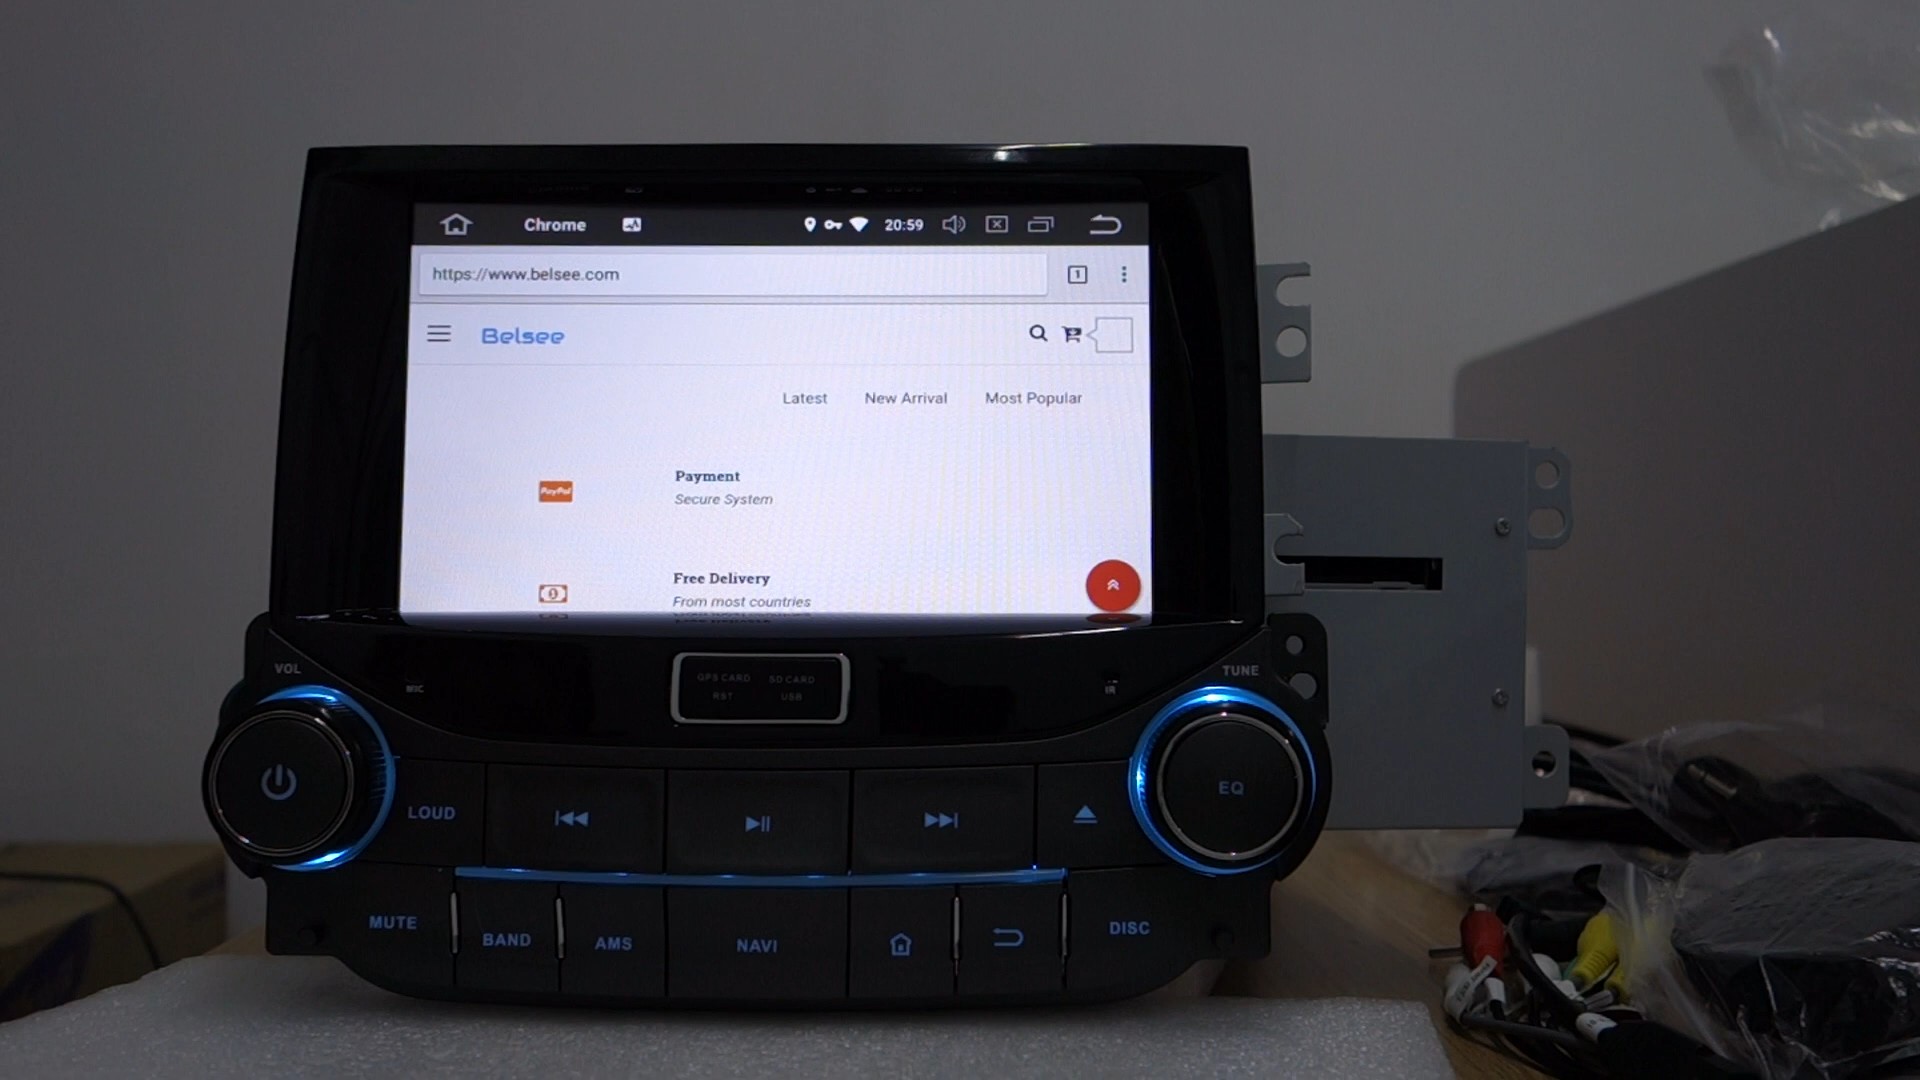 Chrome 20:59
https://www.belsee.com 1
Belsee
Latest New Arrival Most Popular
PayPal
Payment
Secure System
Free Delivery
From most countries
VOL
MIC
GPS CARD SD CARD
RST USB
IR
TUNE
LOUD
EQ
MUTE
BAND
AMS
NAVI
DISC